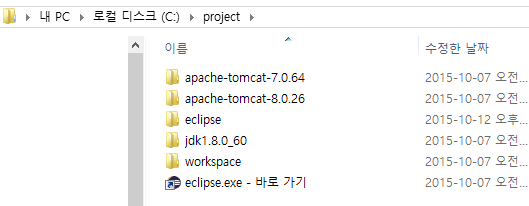 내 PC 로컬 디스크 (C:) project
이름 수정한 날짜
apache-tomcat-7.0.64 2015-10-07 오전...
apache-tomcat-8.0.26 2015-10-07 오전...
eclipse 2015-10-12 오후...
jdk1.8.0_60 2015-10-07 오전...
workspace 2015-10-07 오전...
eclipse.exe - 바로 가기 2015-10-07 오전...